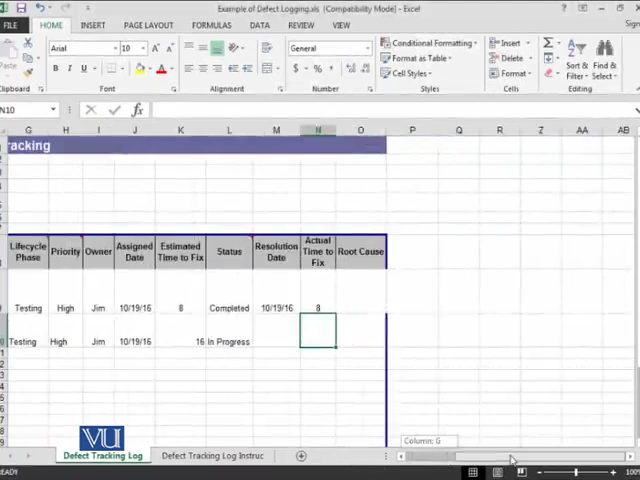 Example of Defect Logging.xls [Compatibility Mode] - Excel
FILE HOME INSERT PAGE LAYOUT FORMULAS DATA REVIEW VIEW Sign
Arial 10 General Conditional Formatting Insert
Paste B I U $ % Format as Table Delete Sort & Filter Find & Select
Cell Styles Format
Clipboard Font Alignment Number Styles Cells Editing
N10
G H I J K L M N O P Q R S Z AA AB
racking
Lifecycle Phase Priority Owner Assigned Date Estimated Time to Fix Status Resolution Date Actual Time to Fix Root Cause
Testing High Jim 10/19/16 8 Completed 10/19/16 8
Testing High Jim 10/19/16 16 In Progress
Column: G
VU
Defect Tracking Log Defect Tracking Log Instruc
READY 100%